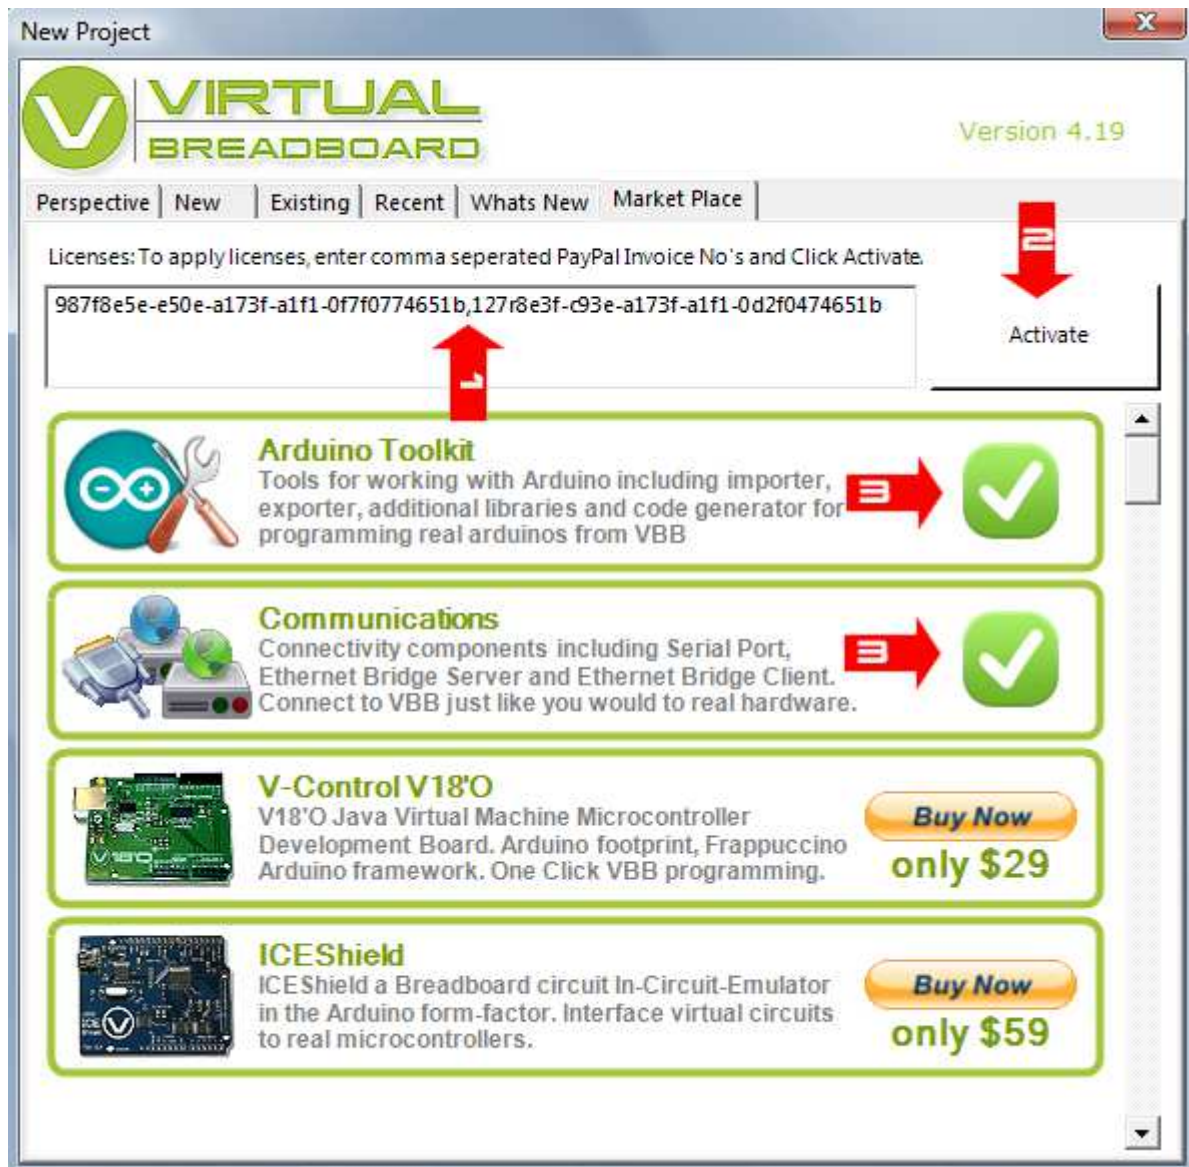 New Project
VIRTUAL
BREADBOARD
Version 4.19
Perspective New Existing Recent Whats New Market Place
2
Licenses: To apply licenses, enter comma seperated PayPal Invoice No's and Click Activate.
987f8e5e-e50e-a173f-a1f1-0f7f0774651b,127r8e3f-c93e-a173f-a1f1-0d2f0474651b
Activate
1
Arduino Toolkit
Tools for working with Arduino including importer,
exporter, additional libraries and code generator for
programming real arduinos from VBB
3
Communications
Connectivity components including Serial Port,
Ethernet Bridge Server and Ethernet Bridge Client.
Connect to VBB just like you would to real hardware.
3
V-Control V18'O
V18'O Java Virtual Machine Microcontroller
Development Board. Arduino footprint, Frappuccino
Arduino framework. One Click VBB programming.
Buy Now
only $29
V18'O
ICEShield
ICEShield a Breadboard circuit In-Circuit-Emulator
in the Arduino form-factor. Interface virtual circuits
to real microcontrollers.
Buy Now
only $59